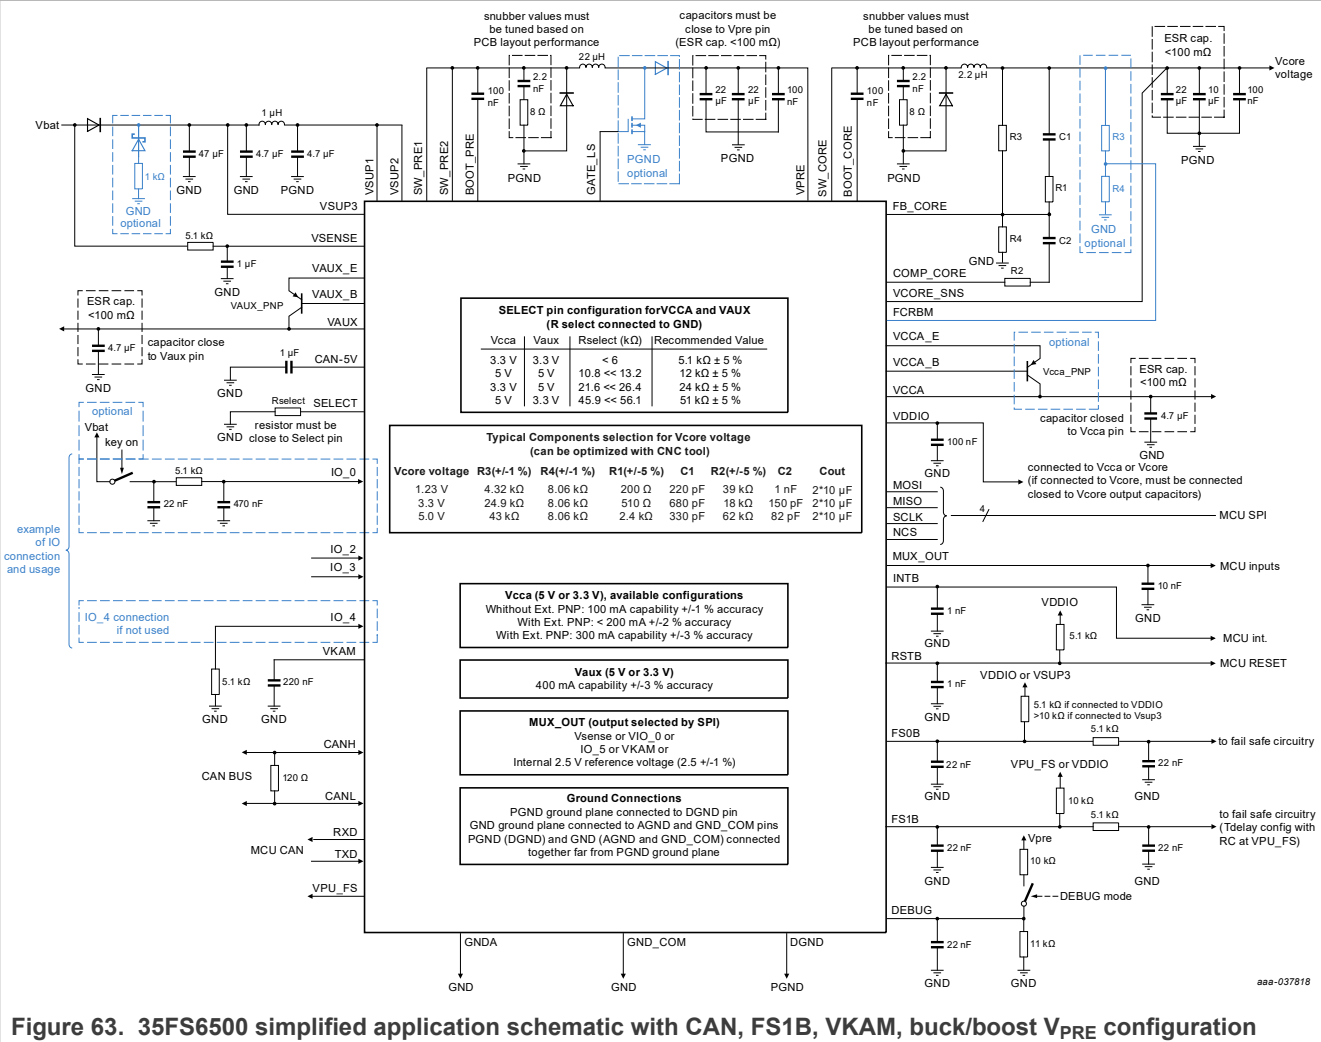 snubber values must
be tuned based on
PCB layout performance
capacitors must be
close to Vpre pin
(ESR cap. <100 mΩ)
snubber values must
be tuned based on
PCB layout performance
ESR cap.
<100 mΩ
Vcore
voltage
22 µH
2.2 µH
2.2
nF
8 Ω
100
nF
22
µF
22
µF
100
nF
100
nF
2.2
nF
8 Ω
22
µF
10
µF
100
nF
PGND
PGND
optional
PGND
PGND
PGND
R3
C1
R3
R1
R4
R4
C2
R2
GND
GND
optional
Vbat
1 µH
1 kΩ
47 µF
4.7 µF
4.7 µF
GND
optional
GND
GND
PGND
VSUP1
VSUP2
SW_PRE1
SW_PRE2
BOOT_PRE
GATE_LS
VPRE
SW_CORE
BOOT_CORE
VSUP3
5.1 kΩ
VSENSE
1 µF
GND
VAUX_E
VAUX_PNP
VAUX_B
VAUX
ESR cap.
<100 mΩ
4.7 µF
capacitor close
to Vaux pin
GND
1 µF
CAN-5V
GND
Rselect
SELECT
GND
resistor must be
close to Select pin
optional
Vbat
key on
5.1 kΩ
IO_0
22 nF
470 nF
GND
GND
example
of IO
connection
and usage
IO_2
IO_3
IO_4 connection
if not used
IO_4
VKAM
5.1 kΩ
220 nF
GND
GND
CANH
CAN BUS
120 Ω
CANL
RXD
MCU CAN
TXD
VPU_FS
SELECT pin configuration forVCCA and VAUX
(R select connected to GND)
Vcca Vaux Rselect (kΩ) Recommended Value
3.3 V 3.3 V < 6 5.1 kΩ ± 5 %
5 V 5 V 10.8 << 13.2 12 kΩ ± 5 %
3.3 V 5 V 21.6 << 26.4 24 kΩ ± 5 %
5 V 3.3 V 45.9 << 56.1 51 kΩ ± 5 %
Typical Components selection for Vcore voltage
(can be optimized with CNC tool)
Vcore voltage R3(+/-1 %) R4(+/-1 %) R1(+/-5 %) C1 R2(+/-5 %) C2 Cout
1.23 V 4.32 kΩ 8.06 kΩ 200 Ω 220 pF 39 kΩ 1 nF 2*10 µF
3.3 V 24.9 kΩ 8.06 kΩ 510 Ω 680 pF 18 kΩ 150 pF 2*10 µF
5.0 V 43 kΩ 8.06 kΩ 2.4 kΩ 330 pF 62 kΩ 82 pF 2*10 µF
Vcca (5 V or 3.3 V), available configurations
Whithout Ext. PNP: 100 mA capability +/-1 % accuracy
With Ext. PNP: < 200 mA +/-2 % accuracy
With Ext. PNP: 300 mA capability +/-3 % accuracy
Vaux (5 V or 3.3 V)
400 mA capability +/-3 % accuracy
MUX_OUT (output selected by SPI)
Vsense or VIO_0 or
IO_5 or VKAM or
Internal 2.5 V reference voltage (2.5 +/-1 %)
Ground Connections
PGND ground plane connected to DGND pin
GND ground plane connected to AGND and GND_COM pins
PGND (DGND) and GND (AGND and GND_COM) connected
together far from PGND ground plane
FB_CORE
COMP_CORE
VCORE_SNS
FCRBM
VCCA_E
optional
VCCA_B
Vcca_PNP
VCCA
ESR cap.
<100 mΩ
4.7 µF
capacitor closed
to Vcca pin
GND
VDDIO
100 nF
GND
connected to Vcca or Vcore
(if connected to Vcore, must be connected
closed to Vcore output capacitors)
MOSI
MISO
SCLK
NCS
4
MCU SPI
MUX_OUT
MCU inputs
10 nF
GND
INTB
1 nF
GND
MCU int.
VDDIO
5.1 kΩ
RSTB
MCU RESET
1 nF
GND
VDDIO or VSUP3
5.1 kΩ if connected to VDDIO
>10 kΩ if connected to Vsup3
FS0B
5.1 kΩ
to fail safe circuitry
22 nF
22 nF
GND
GND
VPU_FS or VDDIO
10 kΩ
FS1B
5.1 kΩ
to fail safe circuitry
(Tdelay config with
RC at VPU_FS)
22 nF
22 nF
GND
GND
Vpre
10 kΩ
DEBUG mode
DEBUG
22 nF
11 kΩ
GND
GND
GNDA
GND_COM
DGND
GND
GND
PGND
aaa-037818
Figure 63. 35FS6500 simplified application schematic with CAN, FS1B, VKAM, buck/boost VPRE configuration